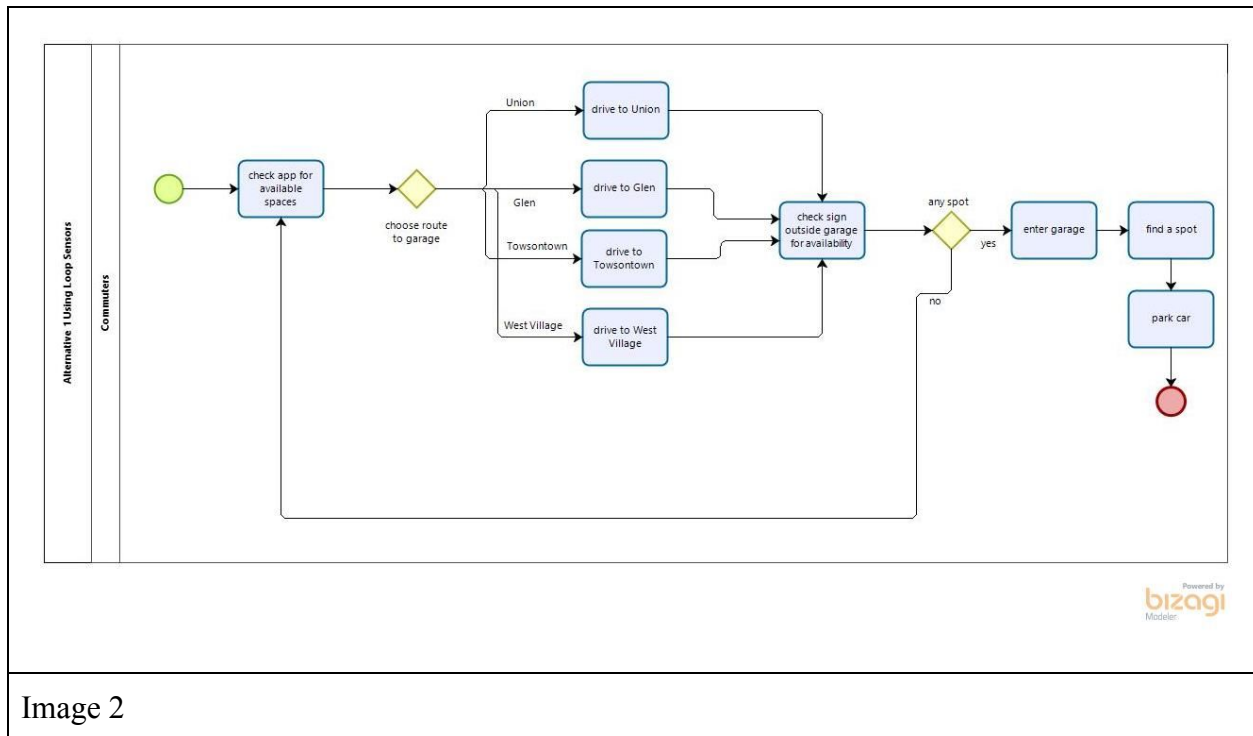 Alternative 1 Using Loop Sensors
Commuters
check app for
available
spaces
choose route
to garage
Union
Glen
Towsontown
West Village
drive to Union
drive to Glen
drive to
Towsontown
drive to West
Village
check sign
outside garage
for availability
any spot
yes
no
enter garage
find a spot
park car
Powered by
bizagi
Modeler
Image 2